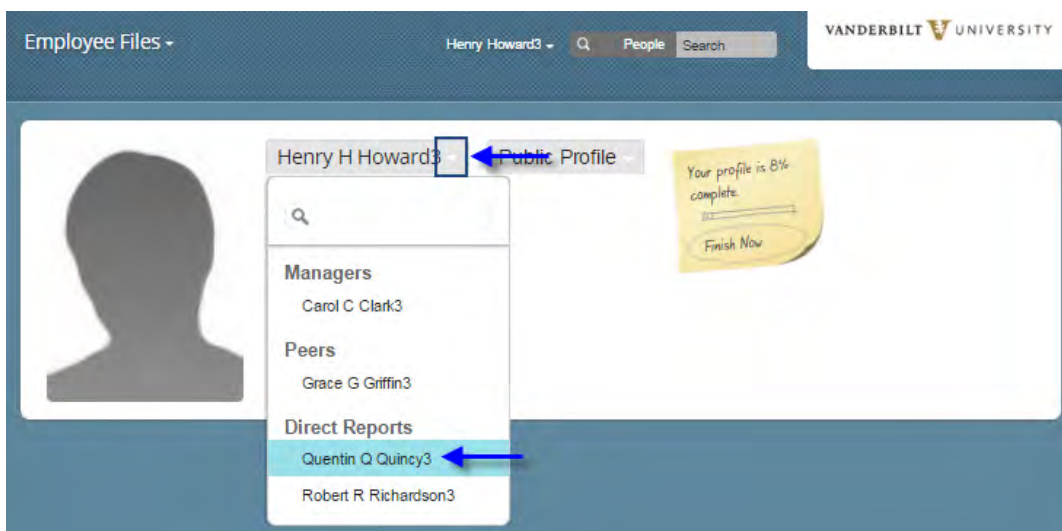 Employee Files
Henry Howard3
People
Search
VANDERBILT V UNIVERSITY
Henry H Howard3
Public Profile
Your profile is 8%
complete.
Finish Now
Managers
Carol C Clark3
Peers
Grace G Griffin3
Direct Reports
Quentin Q Quincy3
Robert R Richardson3